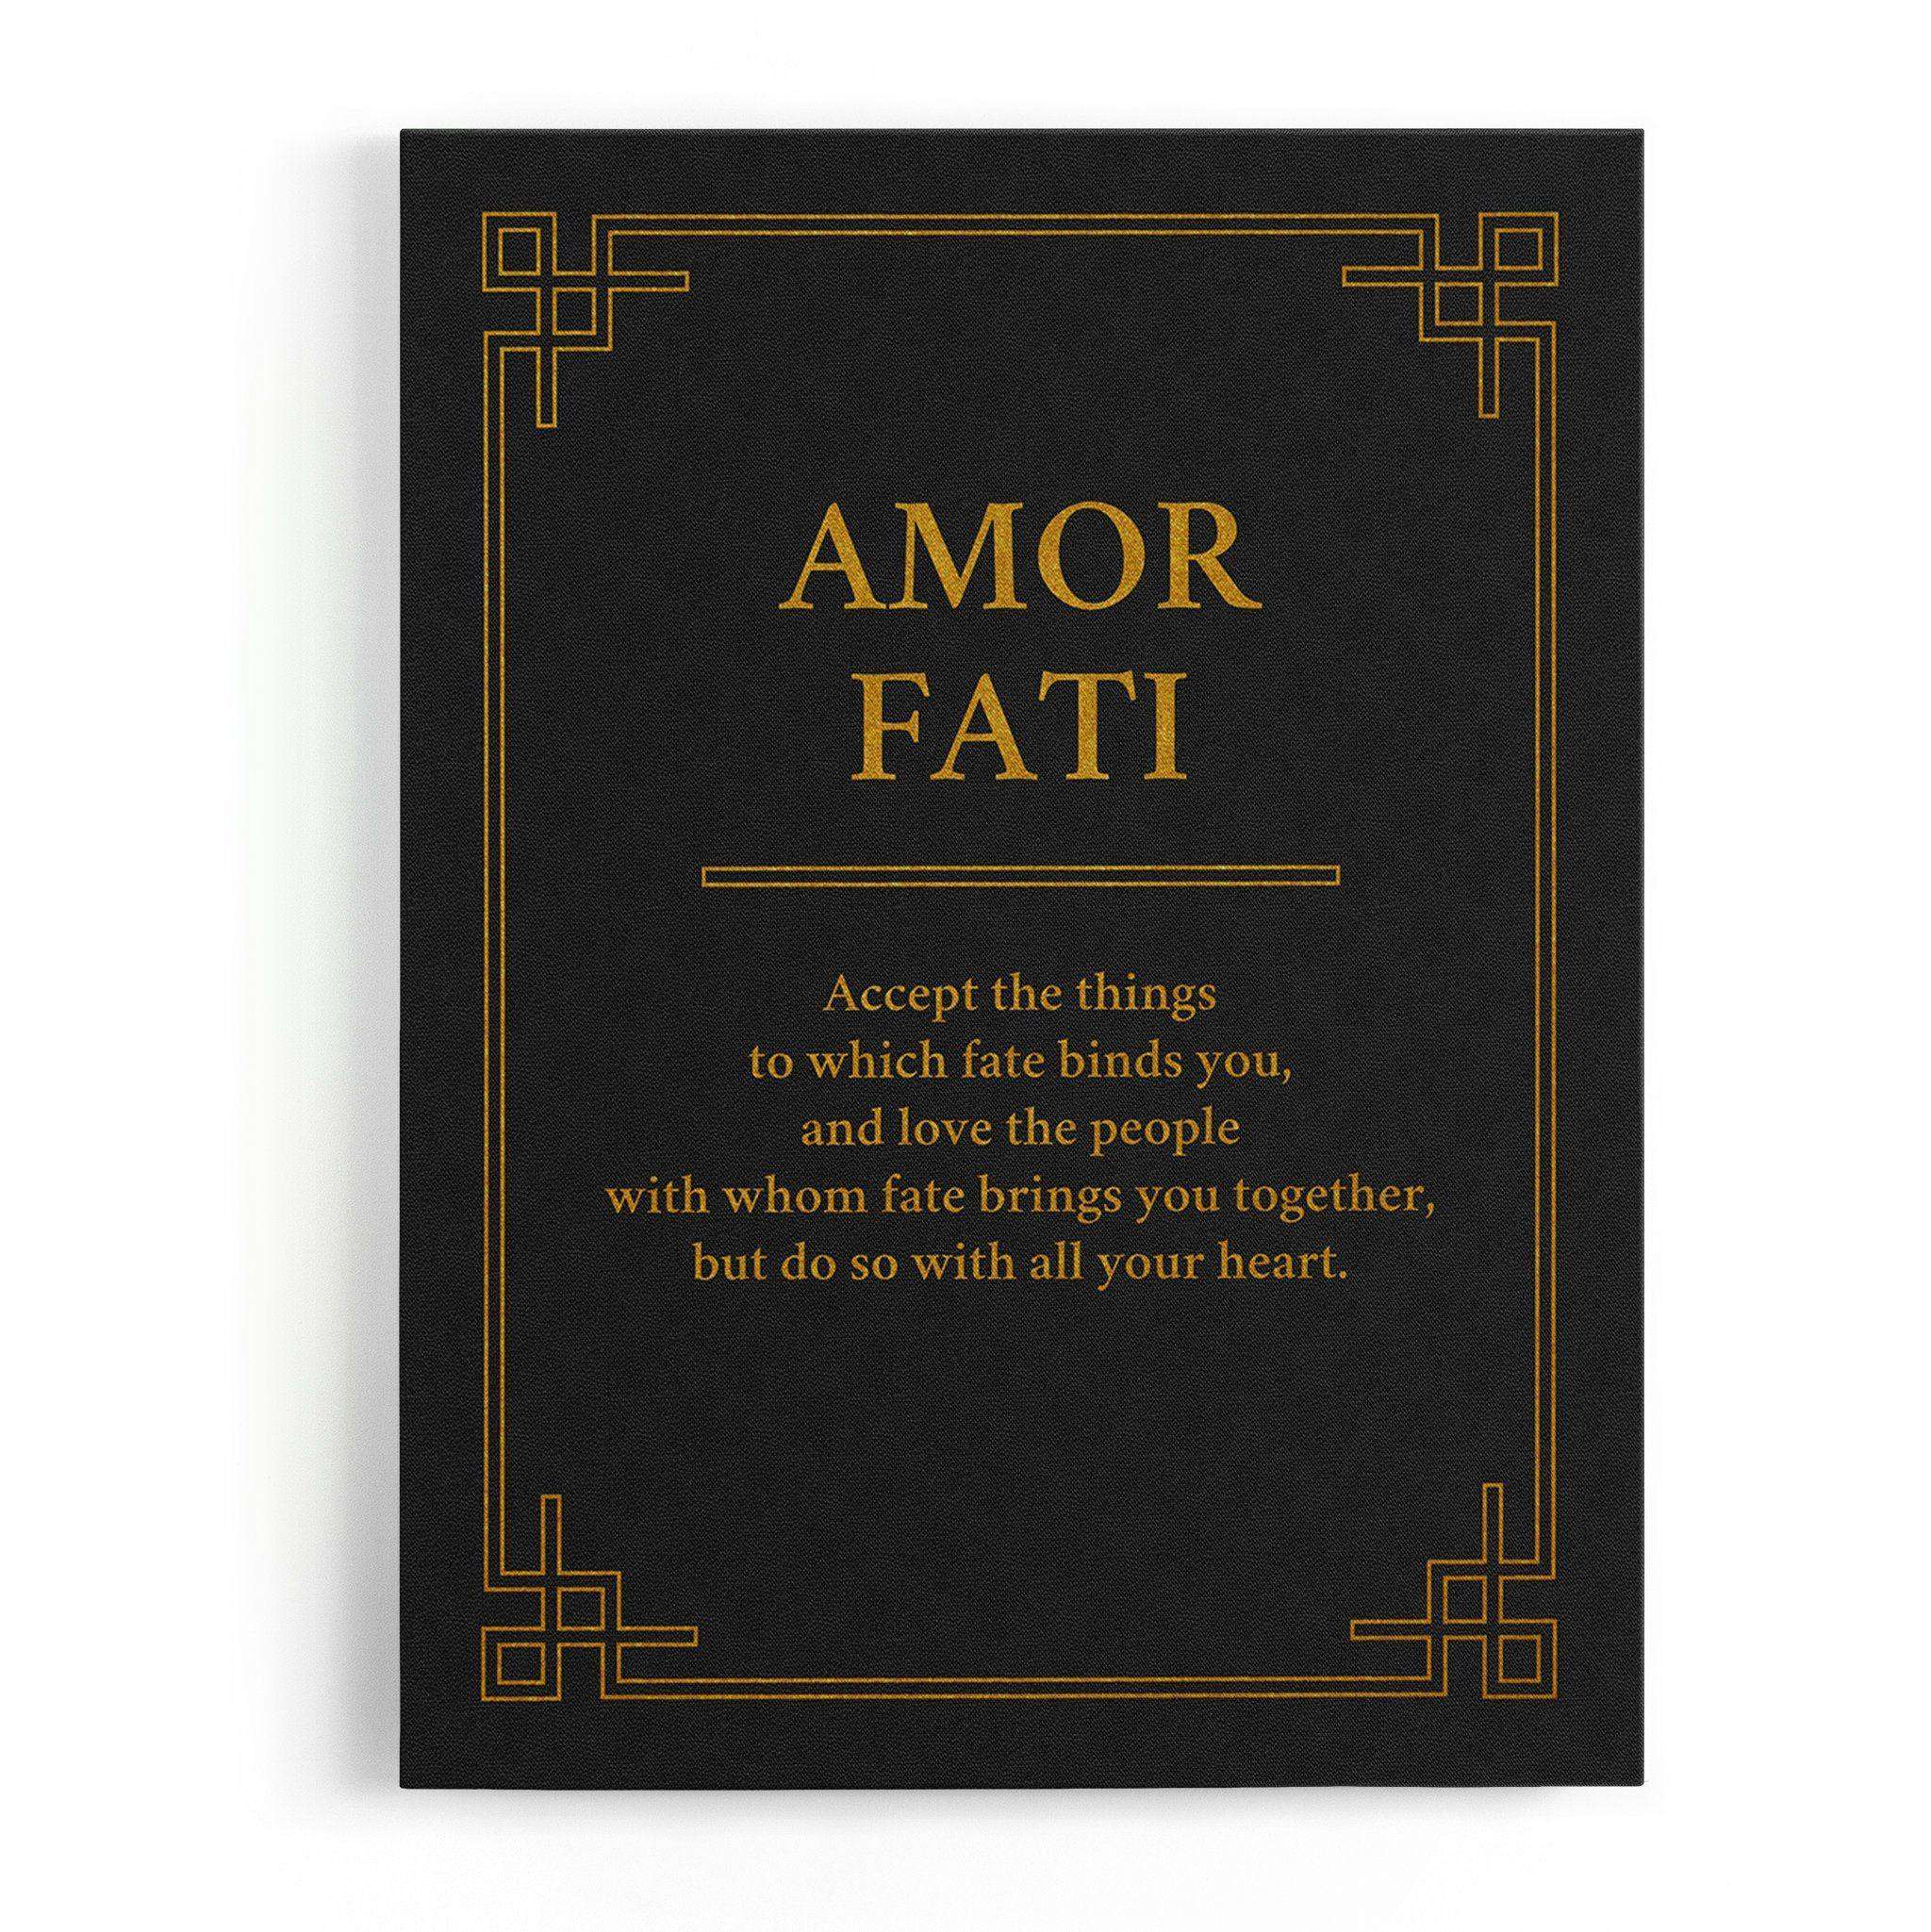 AMOR
FATI
Accept the things
to which fate binds you,
and love the people
with whom fate brings you together,
but do so with all your heart.